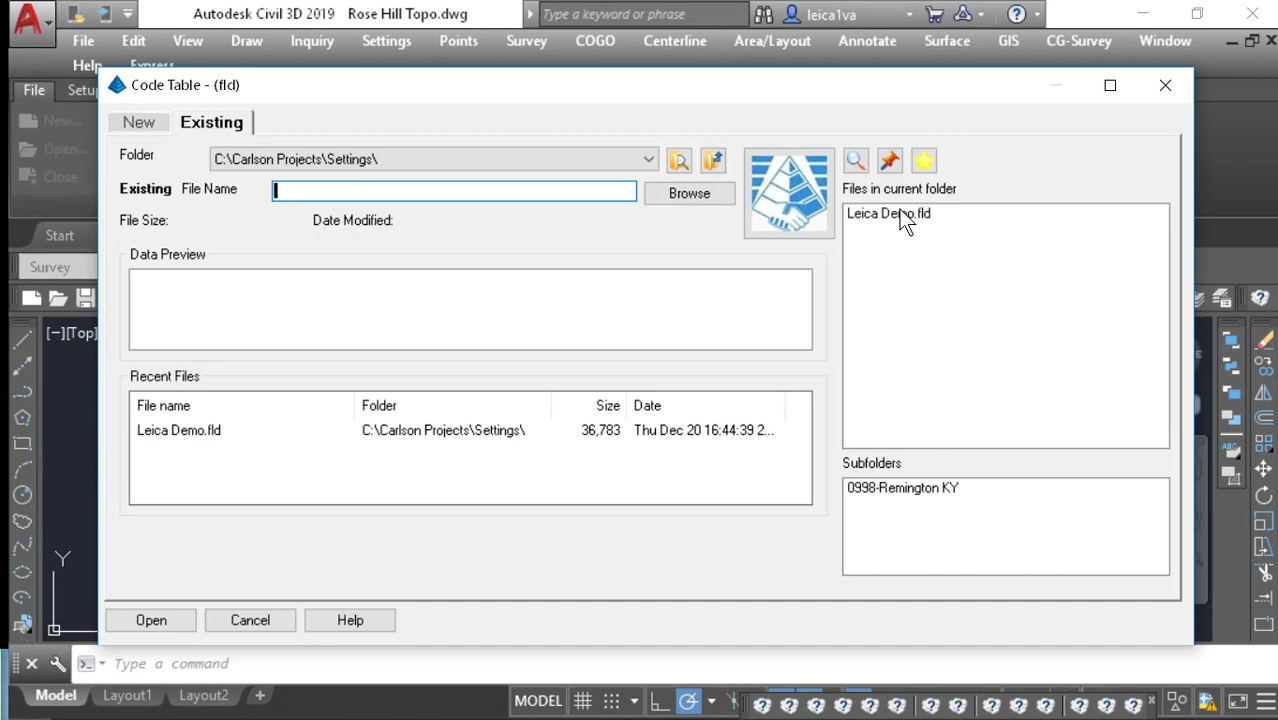 Autodesk Civil 3D 2019 Rose Hill Topo.dwg Type a keyword or phrase leica1va
File Edit View Draw Inquiry Settings Points Survey COGO Centerline Area/Layout Annotate Surface GIS CG-Survey Window
Help Express
Code Table - (fld)
File Setu
New Existing
New...
Folder C:\Carlson Projects\Settings\
Open...
Existing File Name Browse Files in current folder
Close
Leica Demo.fld
File Size: Date Modified:
Start
Data Preview
Survey
[−][Top]
Recent Files
File name Folder Size Date
Leica Demo.fld C:\Carlson Projects\Settings\ 36,783 Thu Dec 20 16:44:39 2...
Subfolders
0998-Remington KY
Y
Open Cancel Help
Type a command
Model Layout1 Layout2 + MODEL